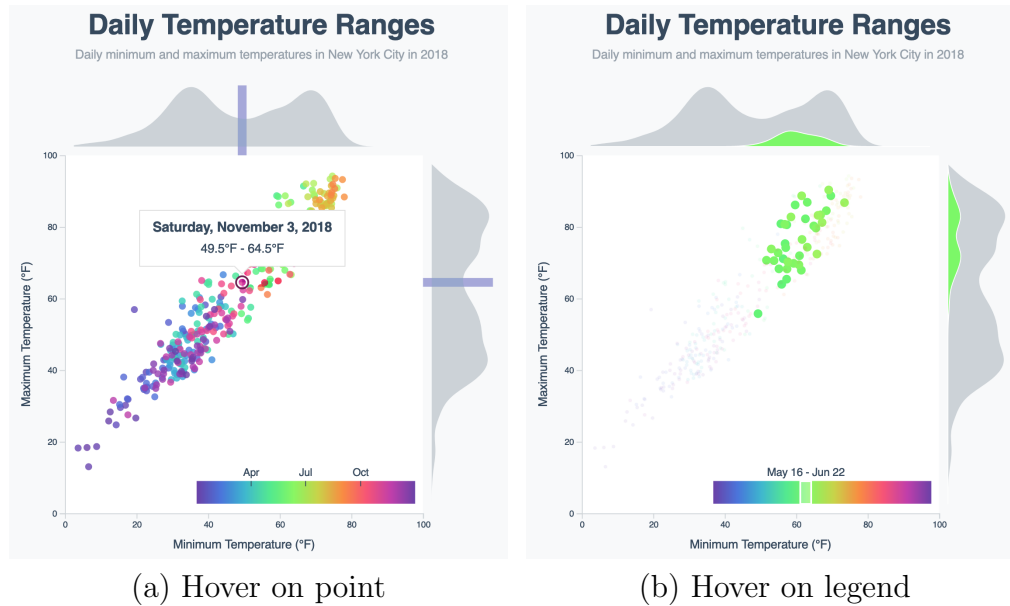 Daily Temperature Ranges
Daily minimum and maximum temperatures in New York City in 2018
100
80
60
40
20
0
Maximum Temperature (°F)
Saturday, November 3, 2018
49.5°F - 64.5°F
Apr Jul Oct
0 20 40 60 80 100
Minimum Temperature (°F)
(a) Hover on point
Daily Temperature Ranges
Daily minimum and maximum temperatures in New York City in 2018
100
80
60
40
20
0
Maximum Temperature (°F)
May 16 - Jun 22
0 20 40 60 80 100
Minimum Temperature (°F)
(b) Hover on legend